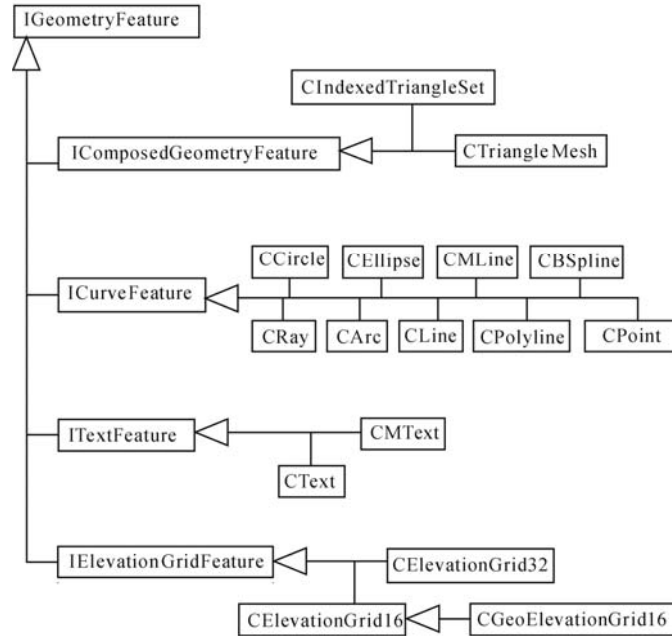 IGeometryFeature
CIndexedTriangleSet
IComposedGeometryFeature
CTriangleMesh
CCircle
CEllipse
CMLine
CBSpline
ICurveFeature
CRay
CArc
CLine
CPolyline
CPoint
ITextFeature
CMText
CText
IElevationGridFeature
CElevationGrid32
CElevationGrid16
CGeoElevationGrid16